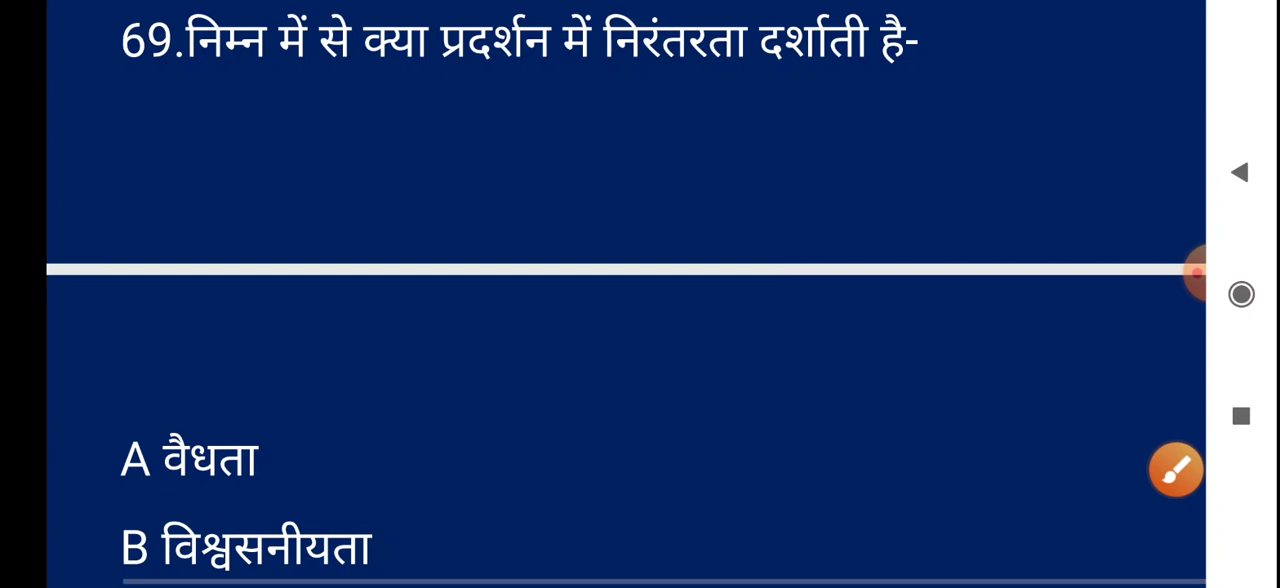 69.निम्न में से क्या प्रदर्शन में निरंतरता दर्शाती है-
A वैधता
B विश्वसनीयता